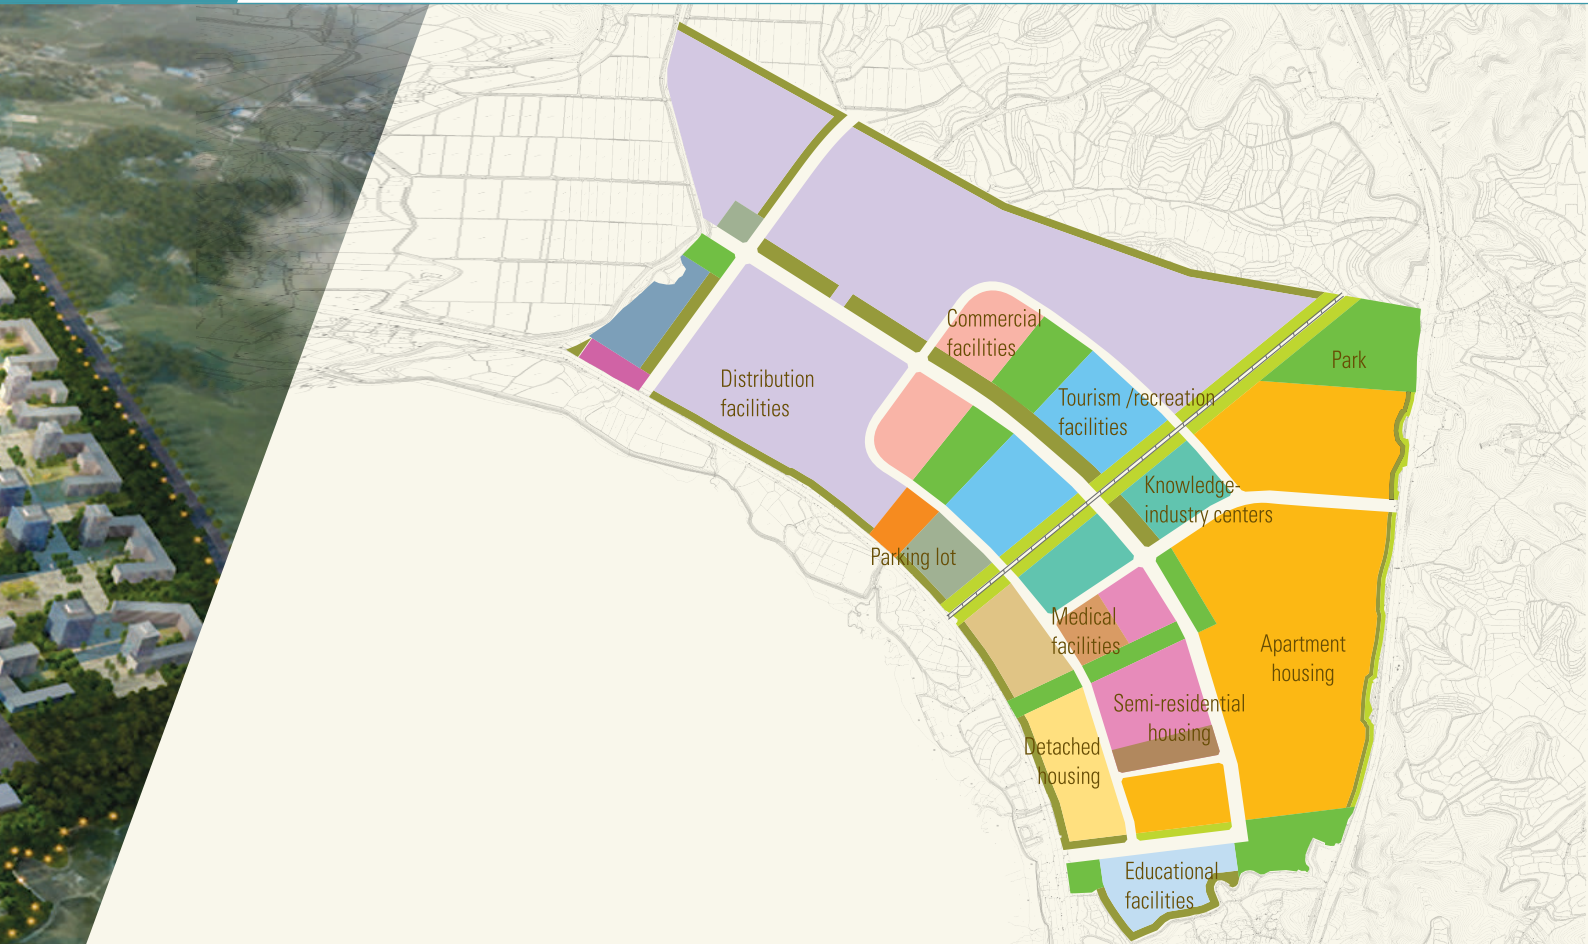 Commercial
facilities
Park
Distribution
facilities
Tourism /recreation
facilities
Knowledge-
industry centers
Parking lot
Medical
facilities
Apartment
housing
Semi-residential
housing
Detached
housing
Educational
facilities